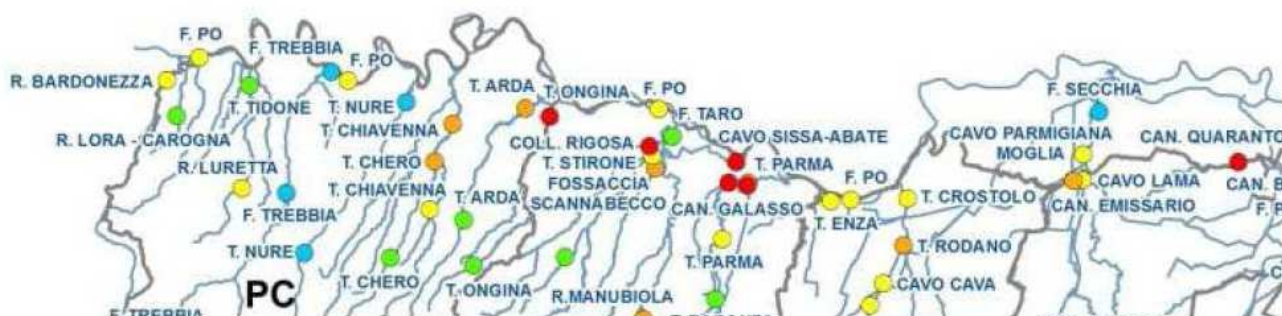 F. PO
F. TREBBIA
F. PO
R. BARDONEZZA
T. TIDONE
T. NURE
T. ARDA
T. ONGINA
F. PO
F. SECCHIA
R. LORA - CAROGNA
T. CHIAVENNA
F. TARO
COLL. RIGOSA
CAVO SISSA-ABATE
CAVO PARMIGIANA
MOGLIA
CAN. QUARANTO
R. LURETTA
T. CHERO
T. STIRONE
T. PARMA
FOSSACCIA
SCANNABECCO
F. PO
CAVO LAMA
CAN. B
T. CHIAVENNA
T. ARDA
CAN. GALASSO
T. CROSTOLO
CAN. EMISSARIO
F. P
F. TREBBIA
T. ENZA
T. NURE
T. PARMA
T. RODANO
T. CHERO
T. ONGINA
R.MANUBIOLA
CAVO CAVA
PC
F. TREBBIA